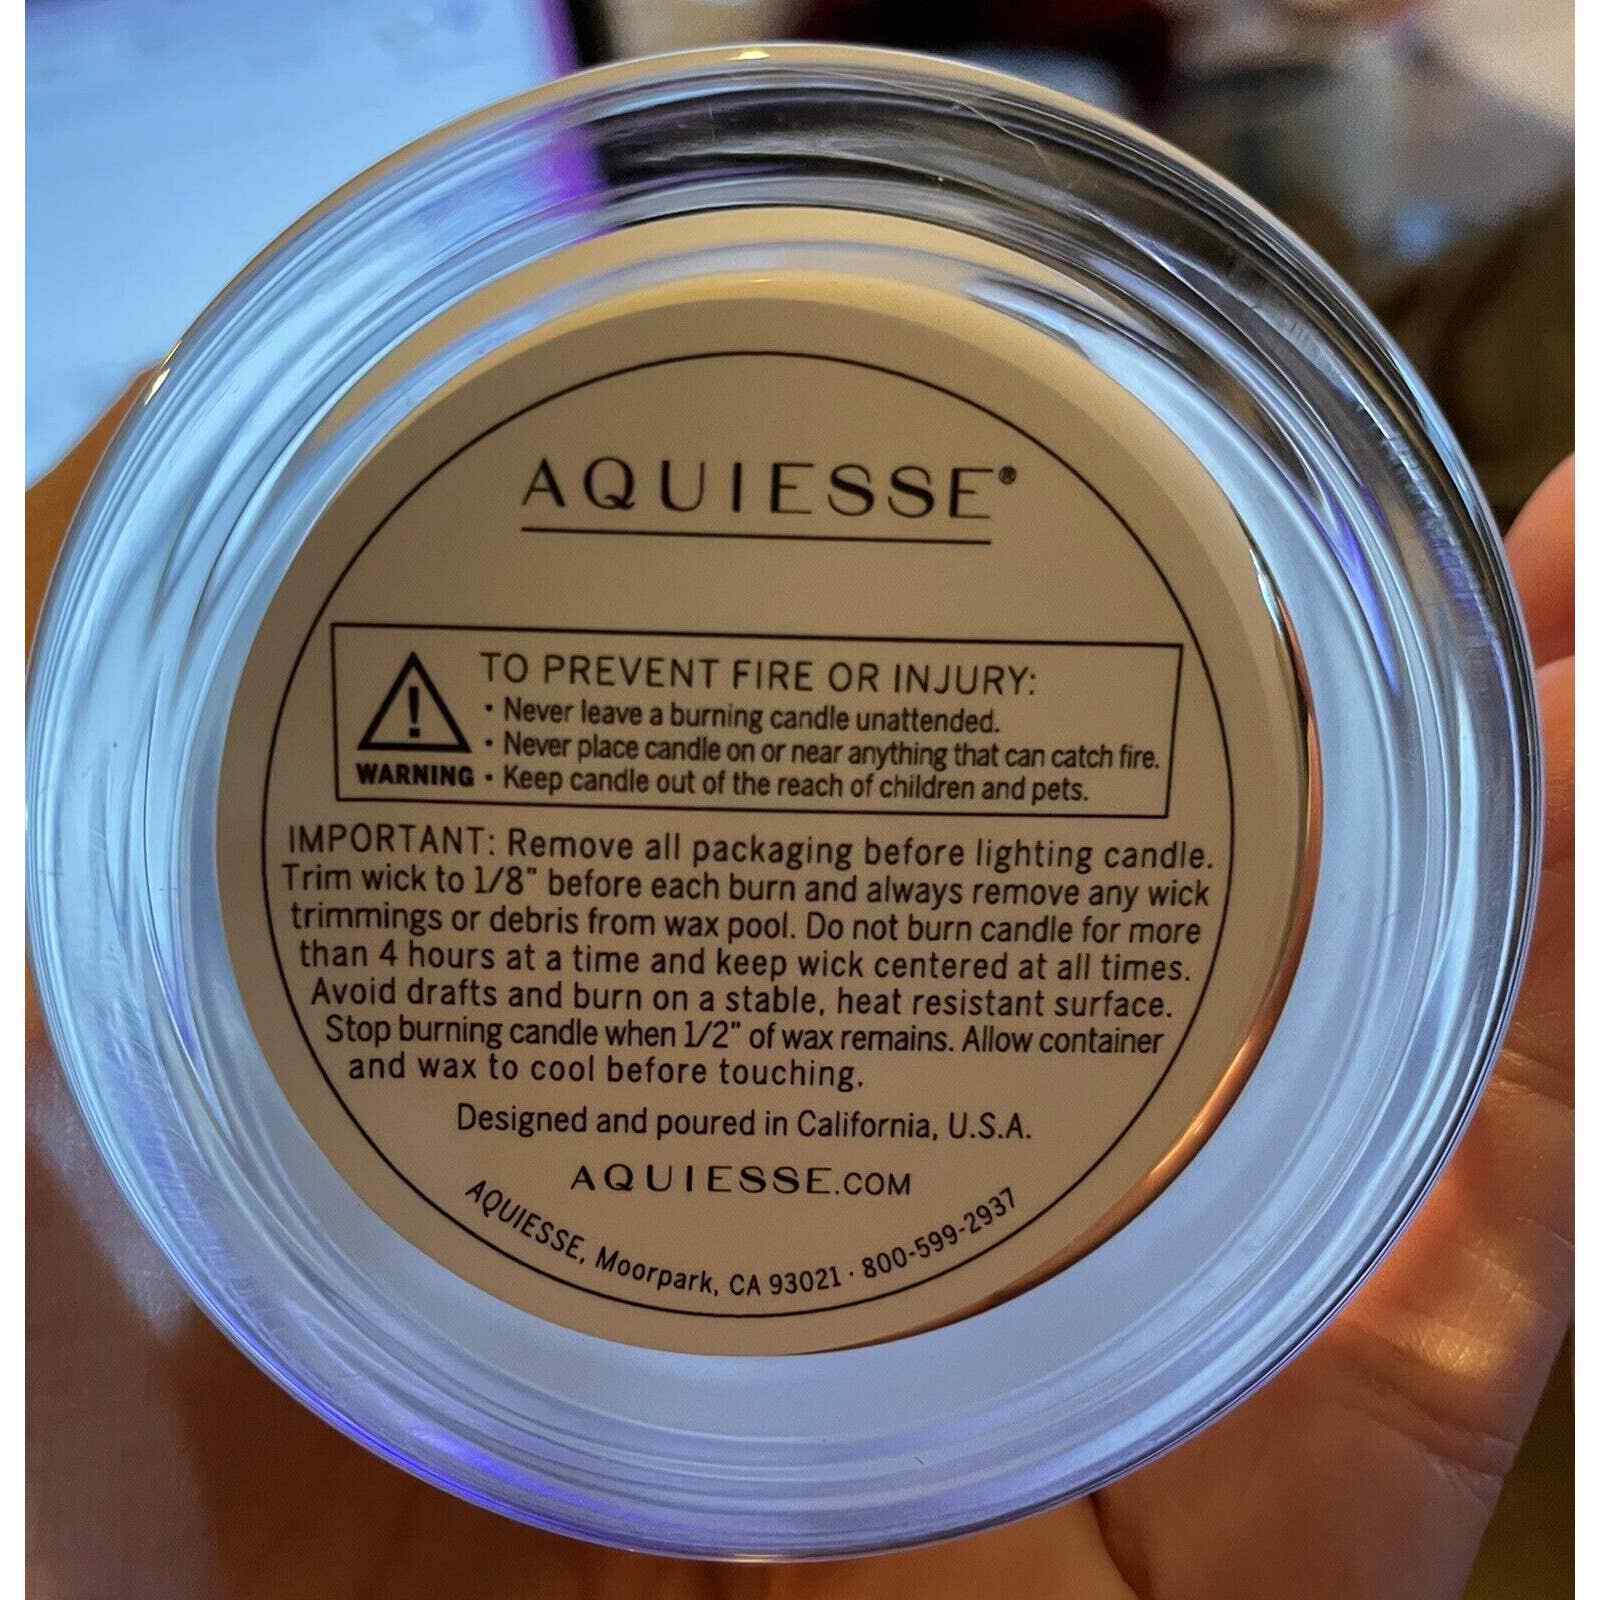 AQUIESSE®
TO PREVENT FIRE OR INJURY:
• Never leave a burning candle unattended.
• Never place candle on or near anything that can catch fire.
WARNING • Keep candle out of the reach of children and pets.
IMPORTANT: Remove all packaging before lighting candle.
Trim wick to 1/8" before each burn and always remove any wick
trimmings or debris from wax pool. Do not burn candle for more
than 4 hours at a time and keep wick centered at all times.
Avoid drafts and burn on a stable, heat resistant surface.
Stop burning candle when 1/2" of wax remains. Allow container
and wax to cool before touching.
Designed and poured in California, U.S.A.
AQUIESSE.COM
AQUIESSE, Moorpark, CA 93021 · 800-599-2937